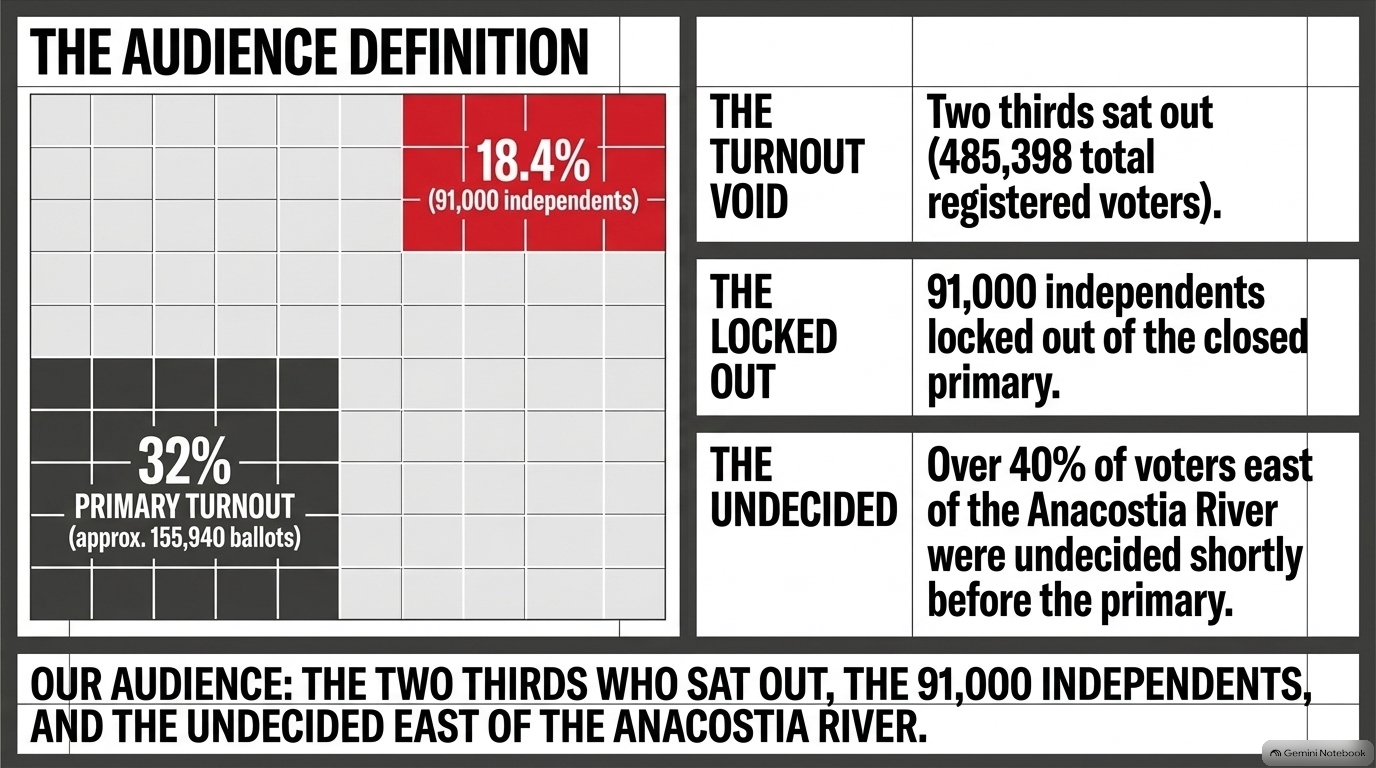 THE AUDIENCE DEFINITION
18.4%
(91,000 independents)
32%
PRIMARY TURNOUT
(approx. 155,940 ballots)
THE
TURNOUT
VOID
Two thirds sat out
(485,398 total
registered voters).
THE
LOCKED
OUT
91,000 independents
locked out of the closed
primary.
THE
UNDECIDED
Over 40% of voters east
of the Anacostia River
were undecided shortly
before the primary.
OUR AUDIENCE: THE TWO THIRDS WHO SAT OUT, THE 91,000 INDEPENDENTS,
AND THE UNDECIDED EAST OF THE ANACOSTIA RIVER.
Gemini Notebook